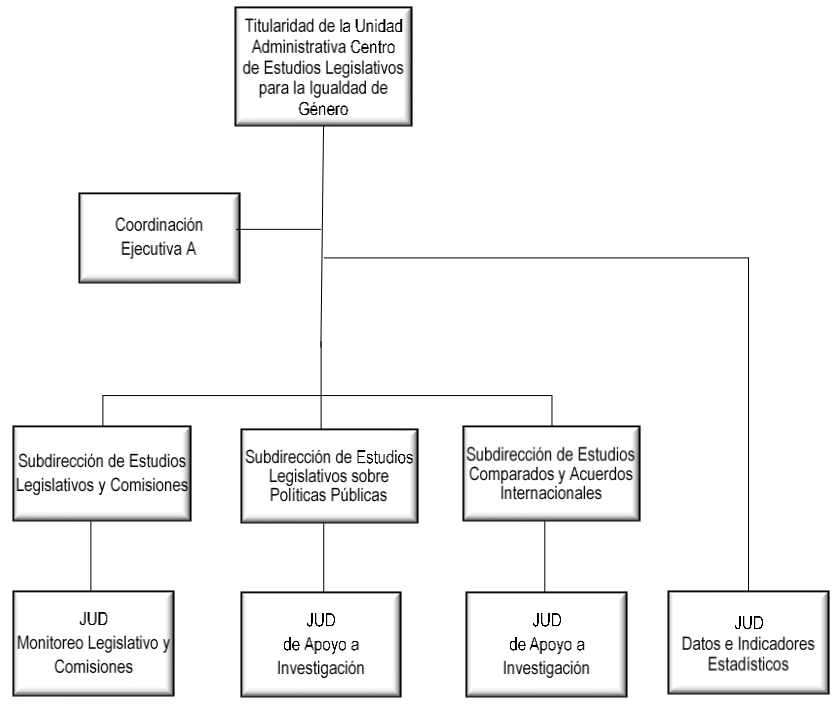 Titularidad de la Unidad
Administrativa Centro
de Estudios Legislativos
para la Igualdad de
Género
Coordinación
Ejecutiva A
Subdirección de Estudios
Legislativos y Comisiones
Subdirección de Estudios
Legislativos sobre
Políticas Públicas
Subdirección de Estudios
Comparados y Acuerdos
Internacionales
JUD
Monitoreo Legislativo y
Comisiones
JUD
de Apoyo a
Investigación
JUD
de Apoyo a
Investigación
JUD
Datos e Indicadores
Estadísticos